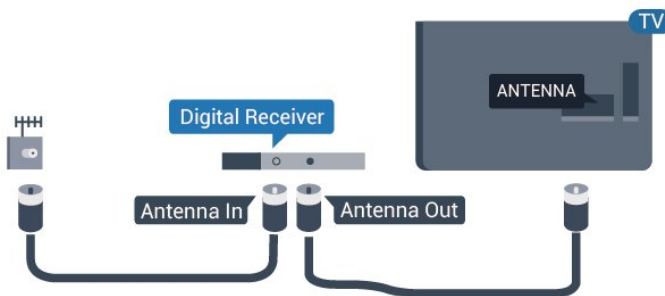 TV
ANTENNA
Digital Receiver
Antenna In
Antenna Out